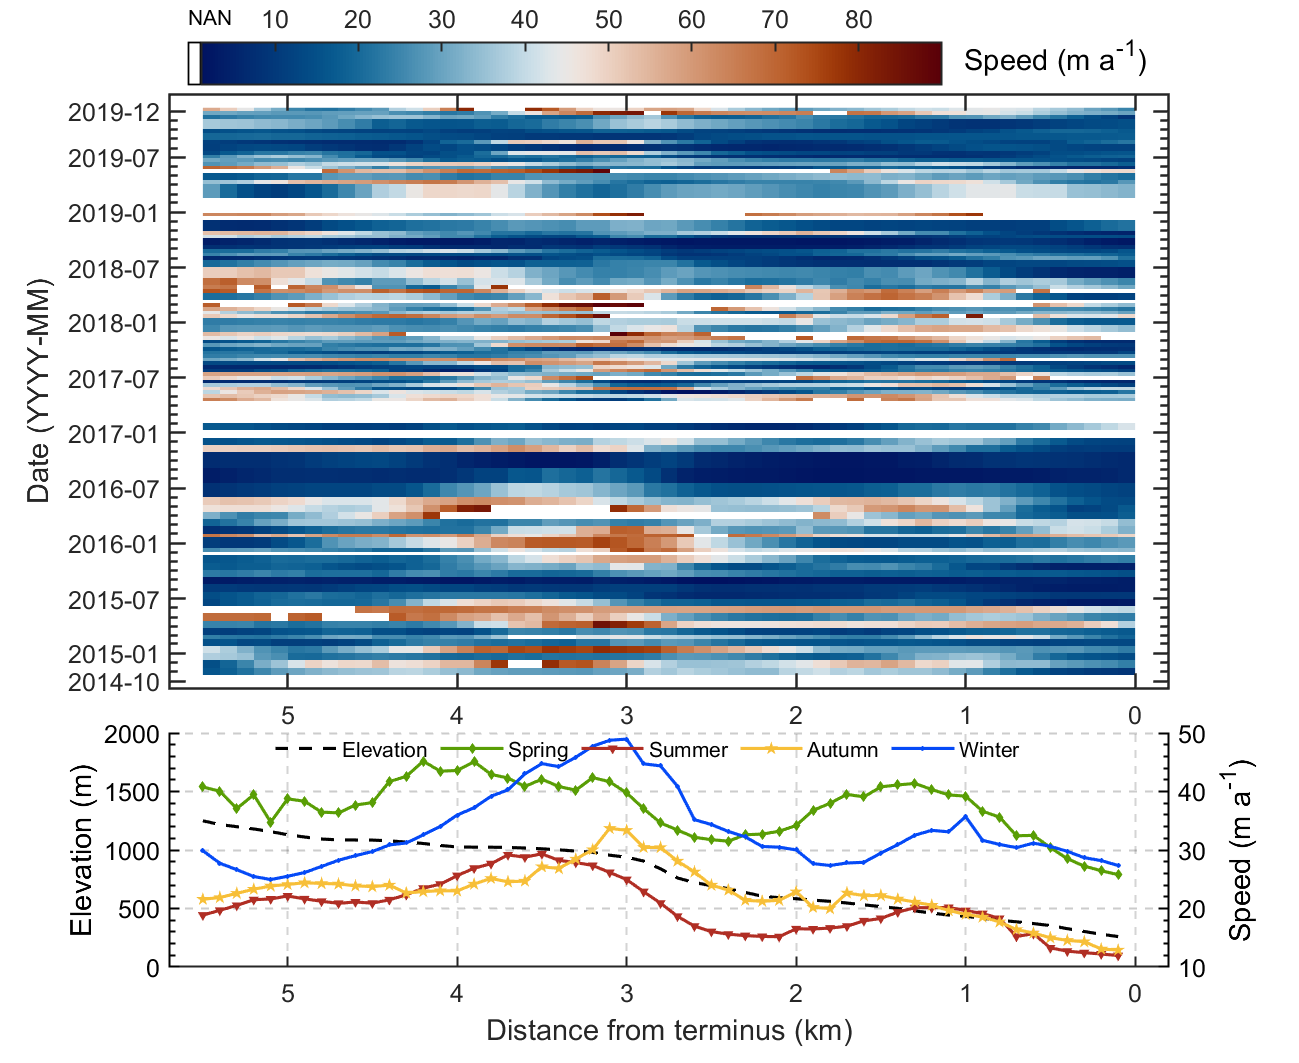 NAN 10 20 30 40 50 60 70 80
Speed (m a⁻¹)
Date (YYYY-MM)
2019-12
2019-07
2019-01
2018-07
2018-01
2017-07
2017-01
2016-07
2016-01
2015-07
2015-01
2014-10
5 4 3 2 1 0
Elevation (m)
2000
1500
1000
500
0
Elevation Spring Summer Autumn Winter
50
40
30
20
10
Speed (m a⁻¹)
5 4 3 2 1 0
Distance from terminus (km)